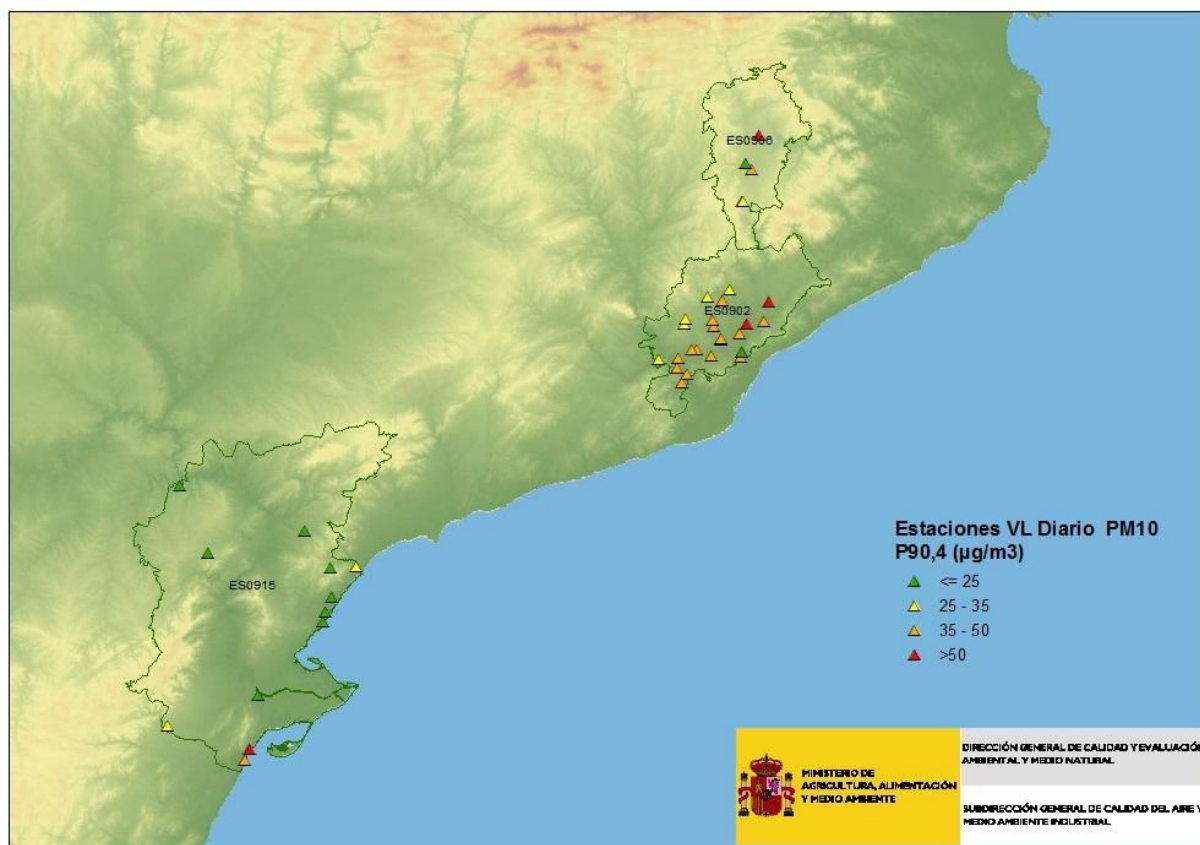 ES0906
ES0902
ES0915
Estaciones VL Diario PM10
P90,4 (µg/m3)
<= 25
25 - 35
35 - 50
>50
MINISTERIO DE
AGRICULTURA, ALIMENTACIÓN
Y MEDIO AMBIENTE
DIRECCIÓN GENERAL DE CALIDAD Y EVALUACIÓ
AMBIENTAL Y MEDIO NATURAL
SUBDIRECCIÓN GENERAL DE CALIDAD DEL AIRE Y
MEDIO AMBIENTE INDUSTRIAL